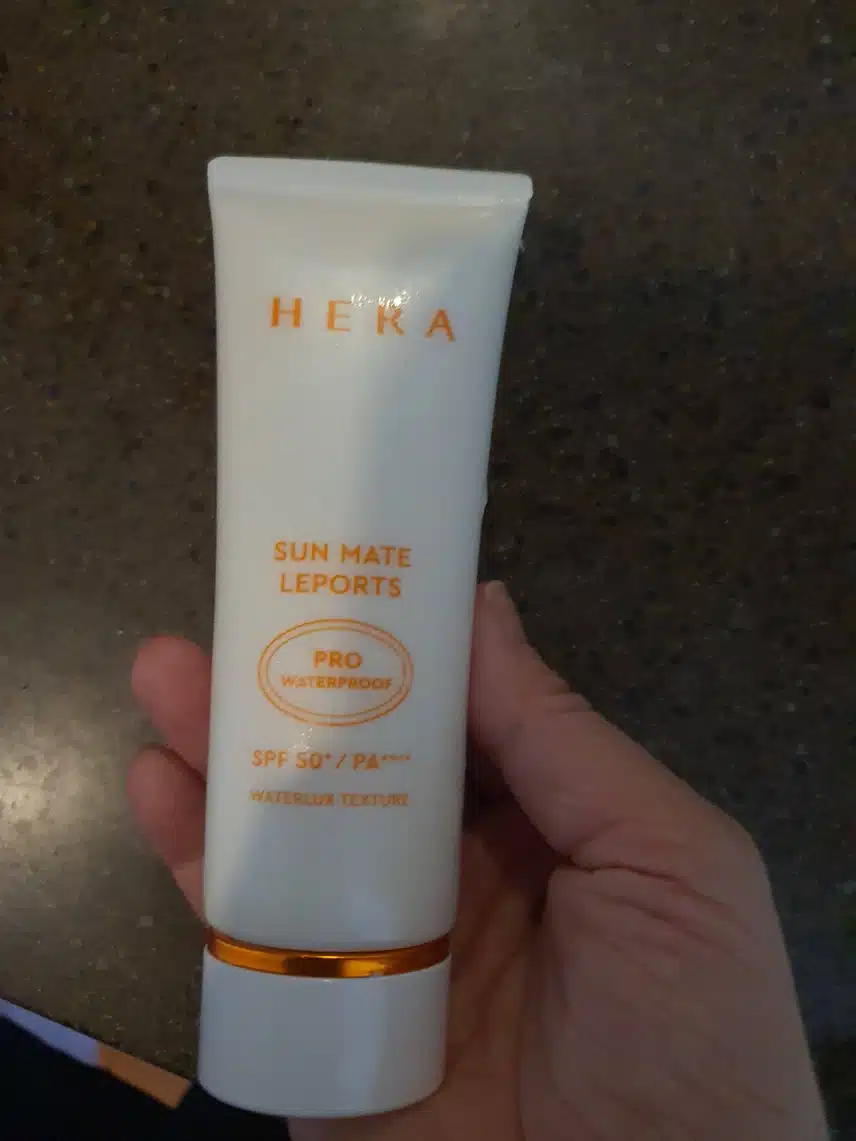 HERA
SUN MATE
LEPORTS
PRO
WATERPROOF
SPF 50+ / PA++++
WATERLUX TEXTURE